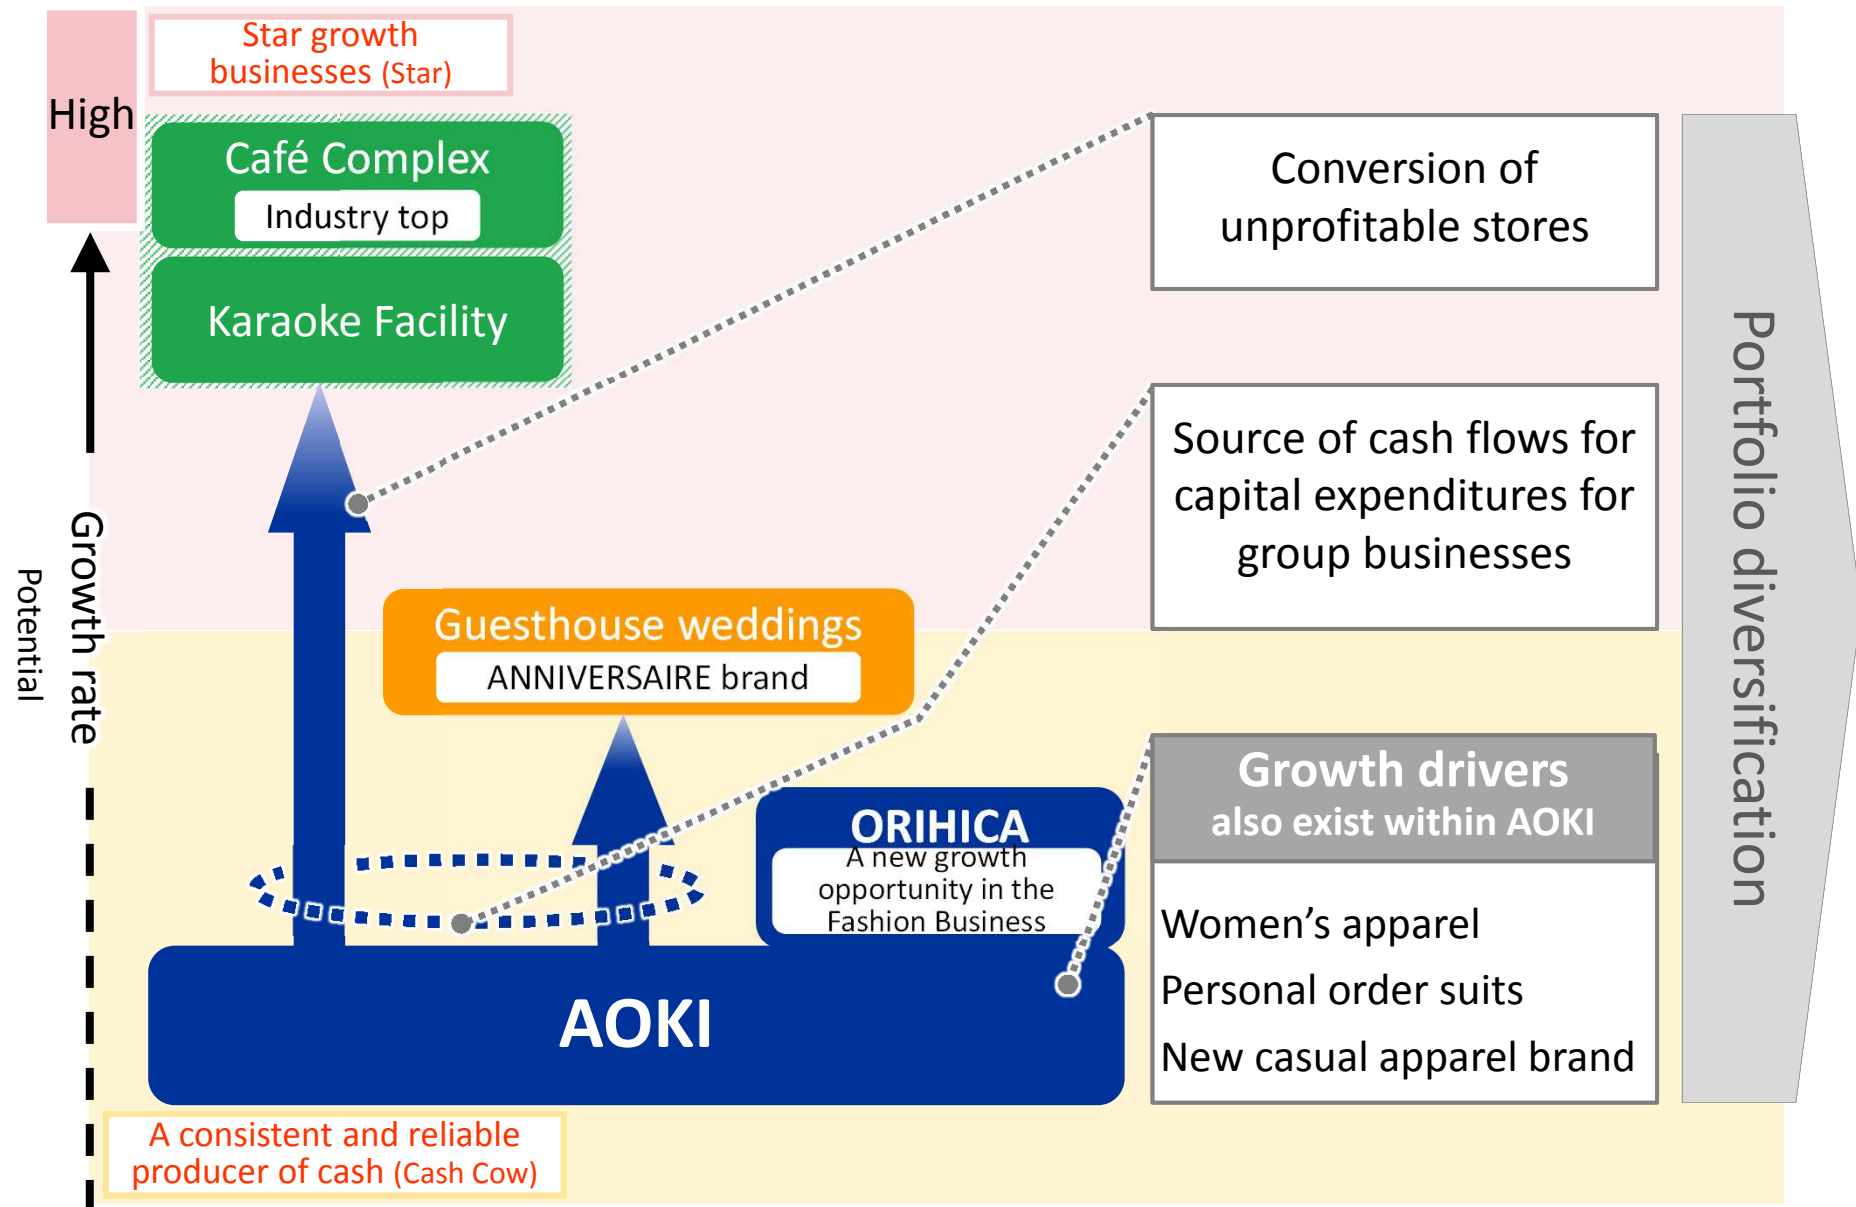 Star growth
businesses (Star)
High
Café Complex
Industry top
Karaoke Facility
Conversion of
unprofitable stores
Source of cash flows for
capital expenditures for
group businesses
Portfolio diversification
Growth rate
Potential
Guesthouse weddings
ANNIVERSAIRE brand
ORIHICA
A new growth
opportunity in the
Fashion Business
Growth drivers
also exist within AOKI
Women’s apparel
Personal order suits
New casual apparel brand
AOKI
A consistent and reliable
producer of cash (Cash Cow)